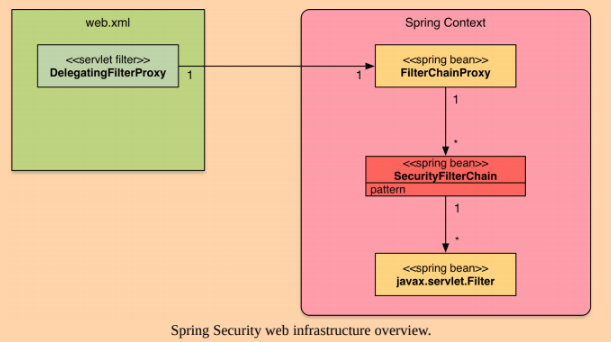 web.xml
<<servlet filter>>
DelegatingFilterProxy
1
1
Spring Context
<<spring bean>>
FilterChainProxy
1
*
<<spring bean>>
SecurityFilterChain
pattern
1
*
<<spring bean>>
javax.servlet.Filter
Spring Security web infrastructure overview.